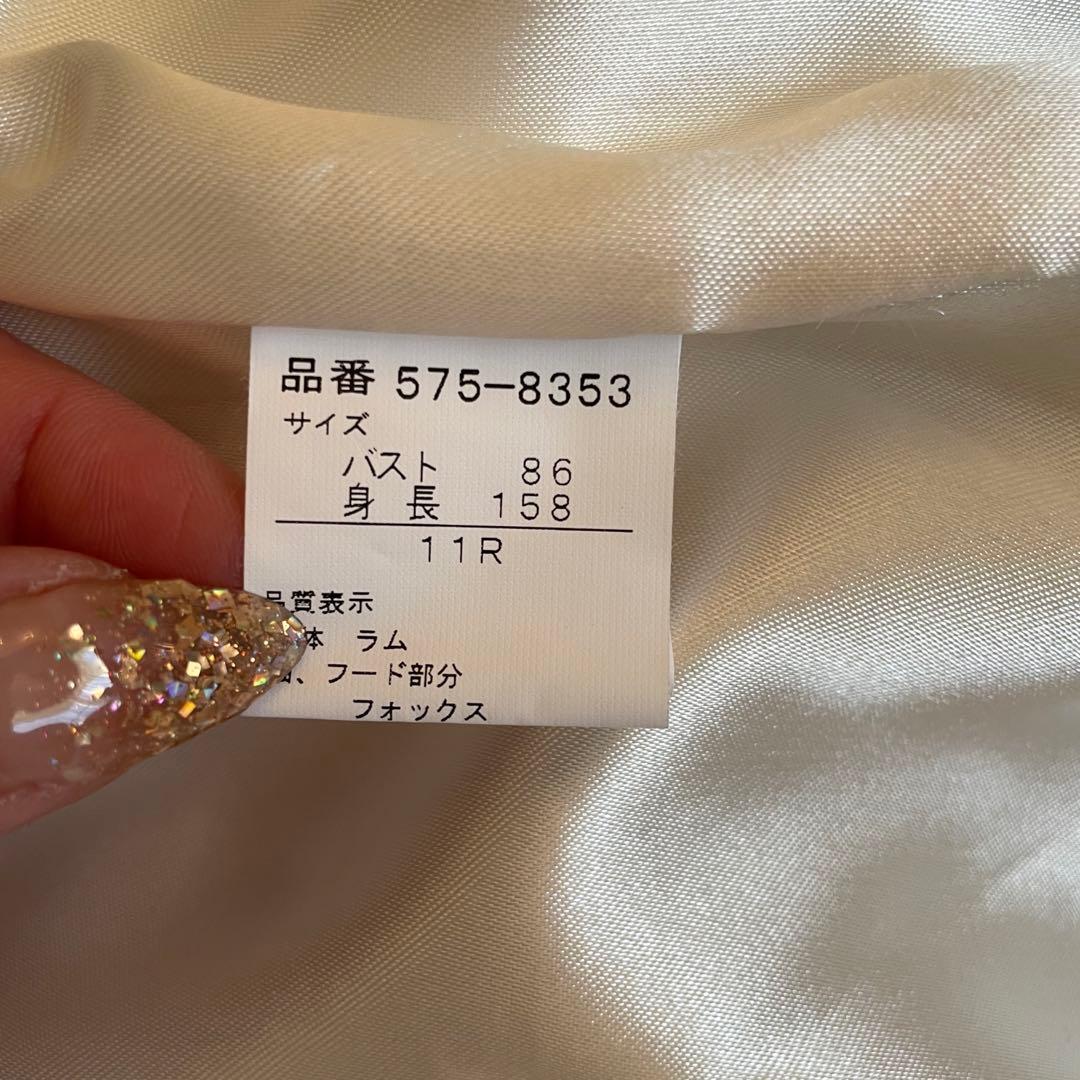 品番 575-8353
サイズ
バスト 86
身長 158
11R
品質表示
体 ラム
、フード部分
フォックス